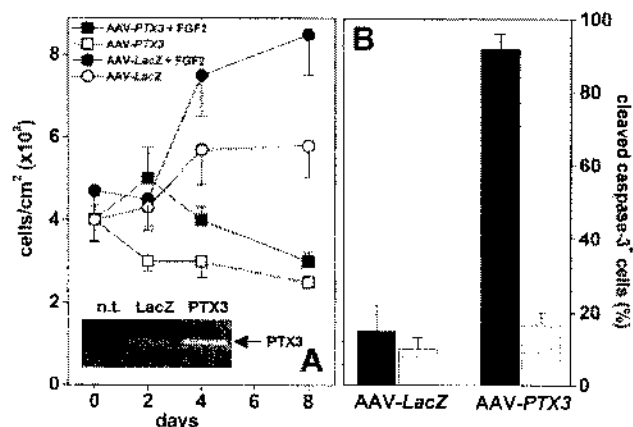 AAV-PTX3 + FGF2
AAV-PTX3
AAV-LacZ + FGF2
AAV-LacZ
8
6
4
2
0
cells/cm² (x10³)
n.t. LacZ PTX3
PTX3
A
0 2 4 6 8
days
B
100
80
60
40
20
0
cleaved caspase-3⁺
cells (%)
AAV-LacZ AAV-PTX3